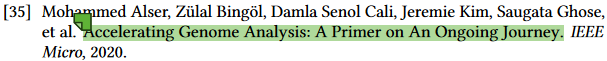 [35] Mohammed Alser, Zülal Bingöl, Damla Senol Cali, Jeremie Kim, Saugata Ghose,
et al. Accelerating Genome Analysis: A Primer on An Ongoing Journey. IEEE
Micro, 2020.